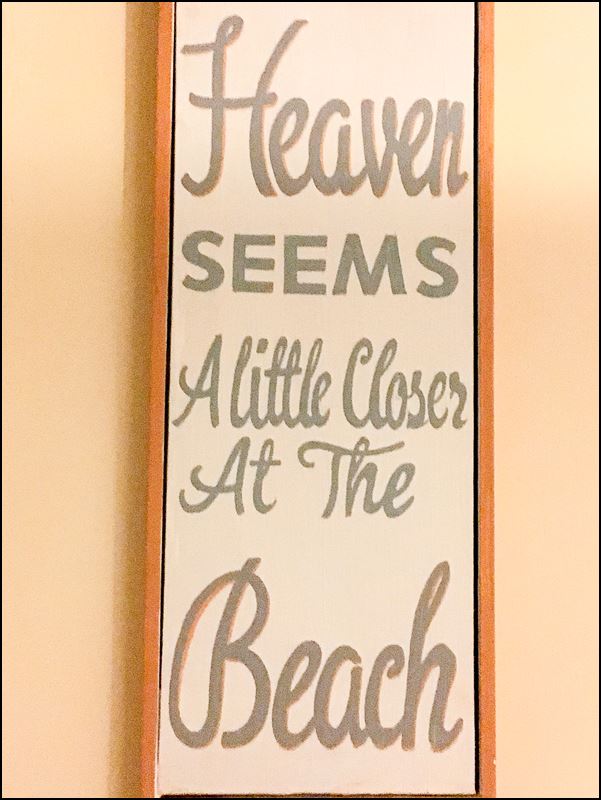 Heaven
SEEMS
A little Closer
At The
Beach